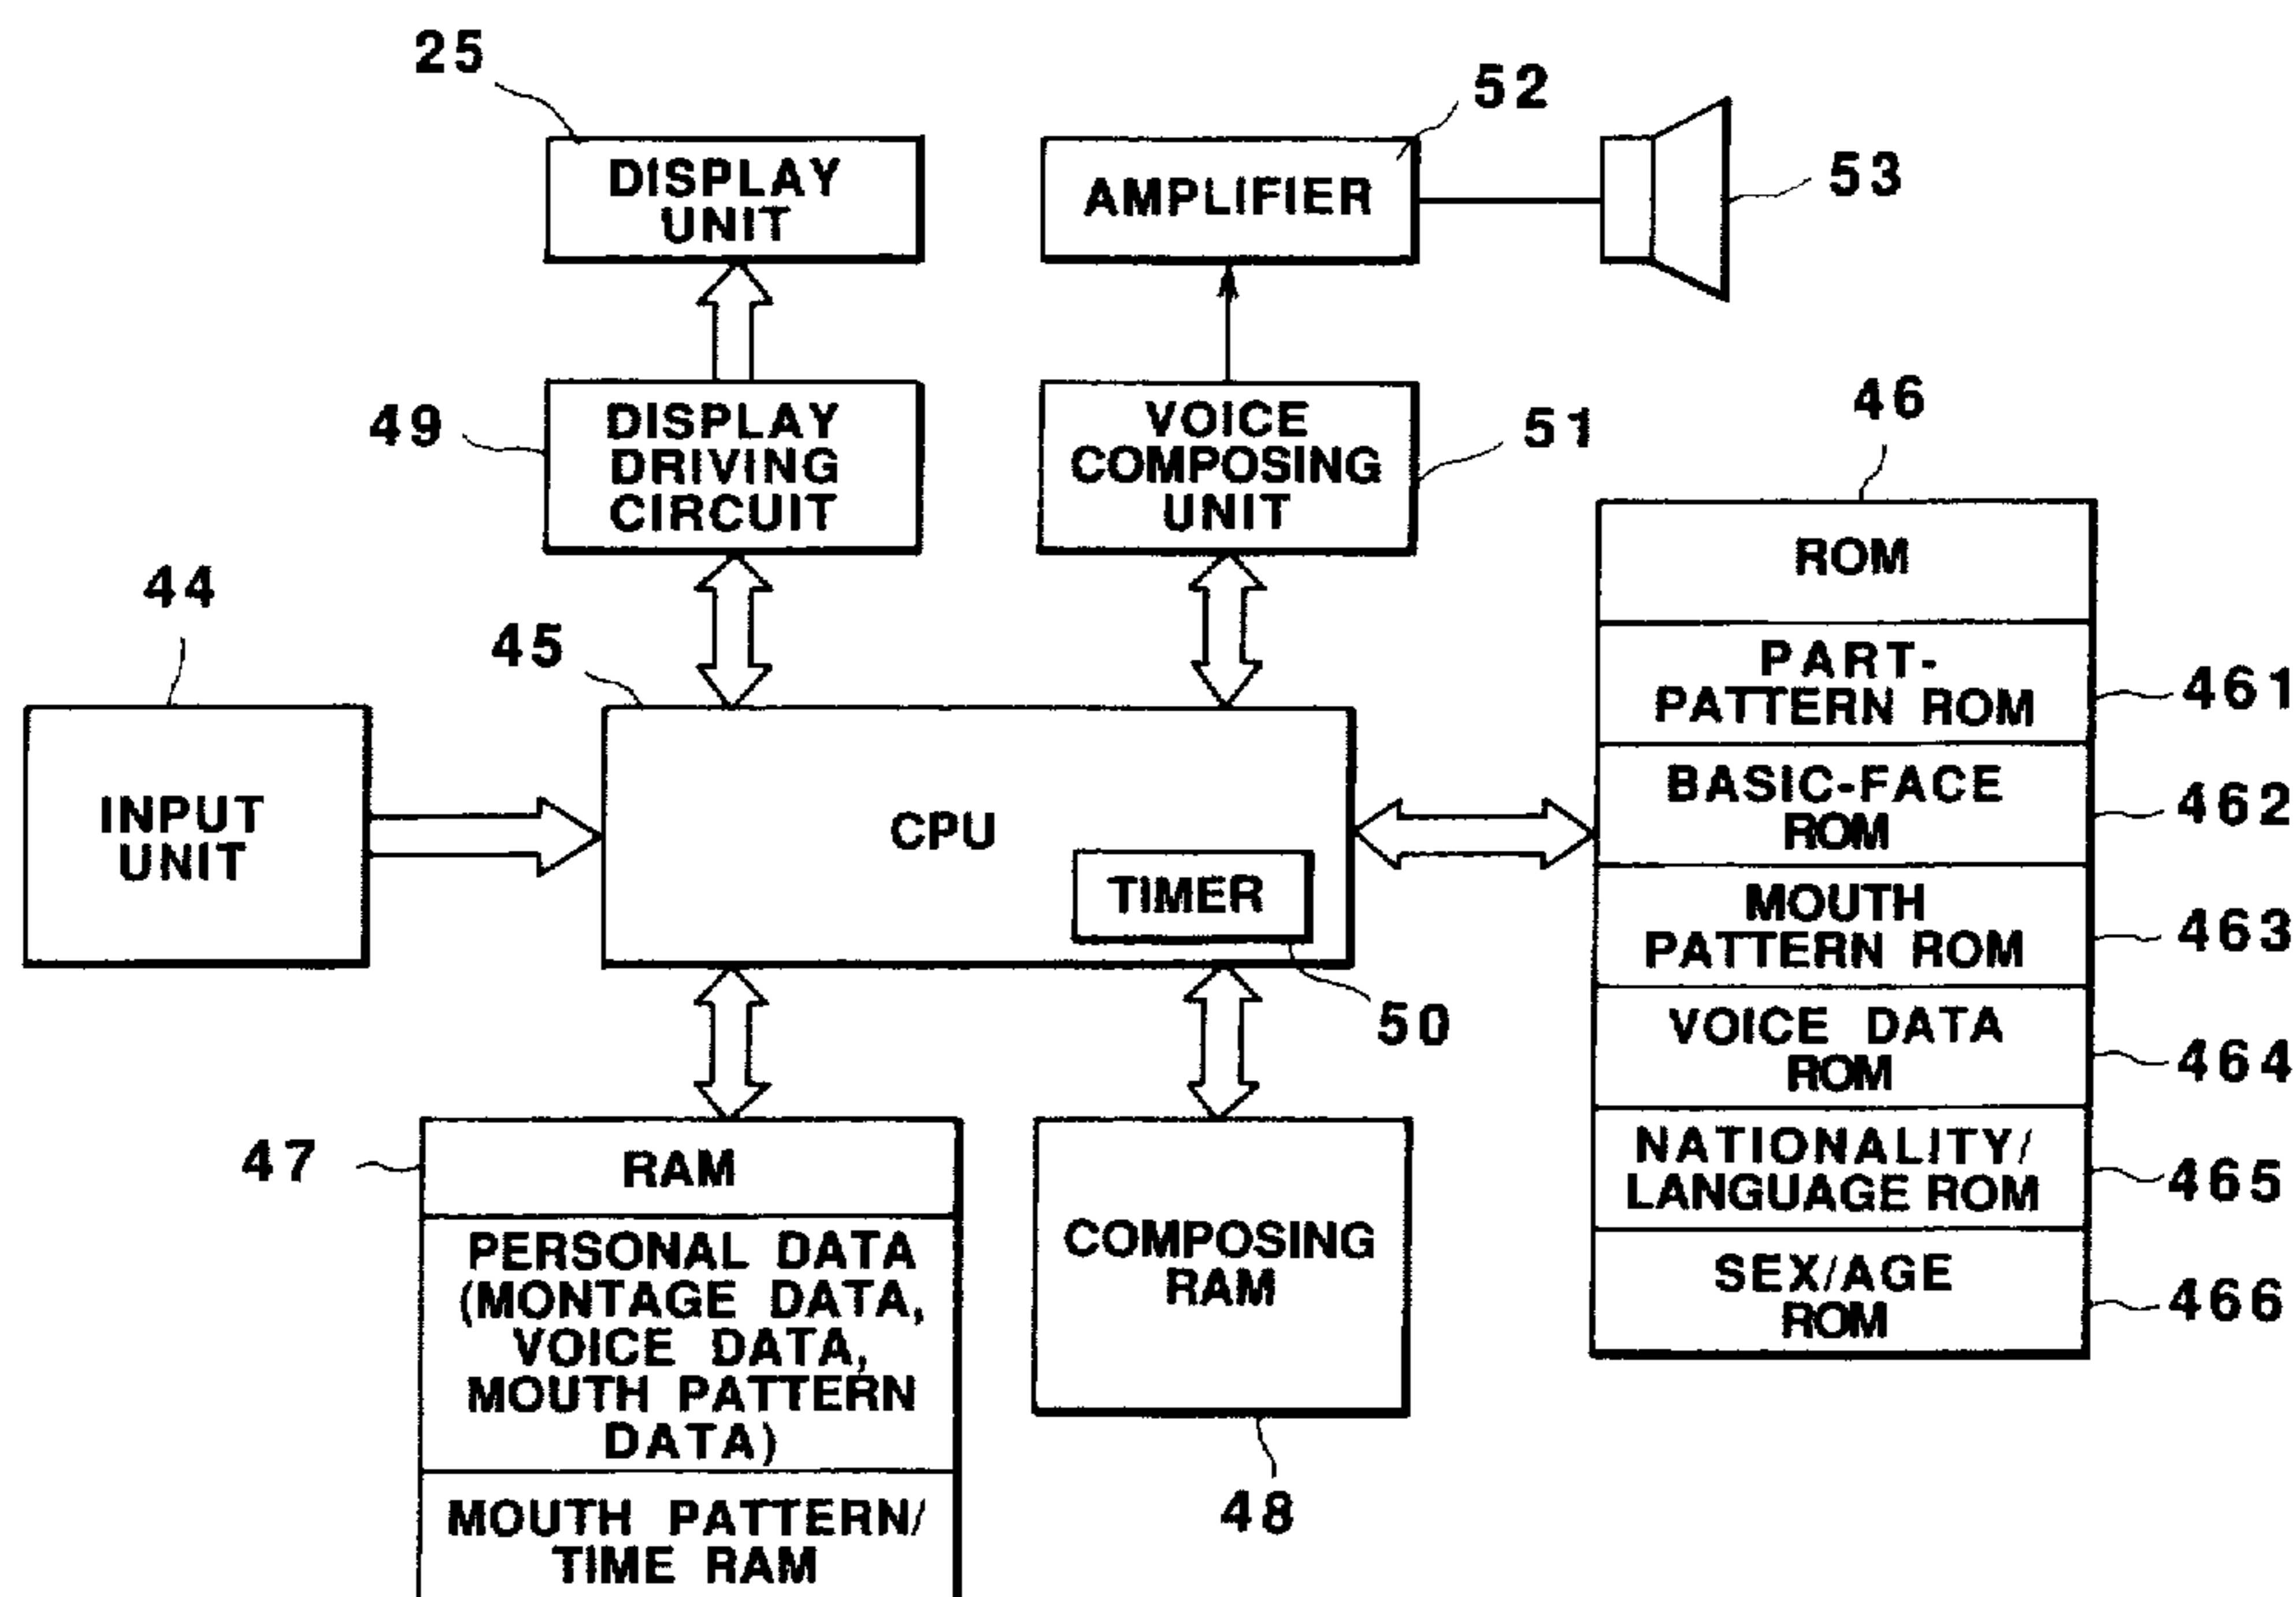 25
52
DISPLAY
UNIT
AMPLIFIER
53
49
DISPLAY
DRIVING
CIRCUIT
VOICE
COMPOSING
UNIT
51
46
ROM
44
45
PART-
PATTERN ROM
461
INPUT
UNIT
CPU
TIMER
BASIC-FACE
ROM
462
MOUTH
PATTERN ROM
463
50
VOICE DATA
ROM
464
47
RAM
NATIONALITY/
LANGUAGE ROM
465
PERSONAL DATA
(MONTAGE DATA,
VOICE DATA,
MOUTH PATTERN
DATA)
COMPOSING
RAM
SEX/AGE
ROM
466
48
MOUTH PATTERN/
TIME RAM